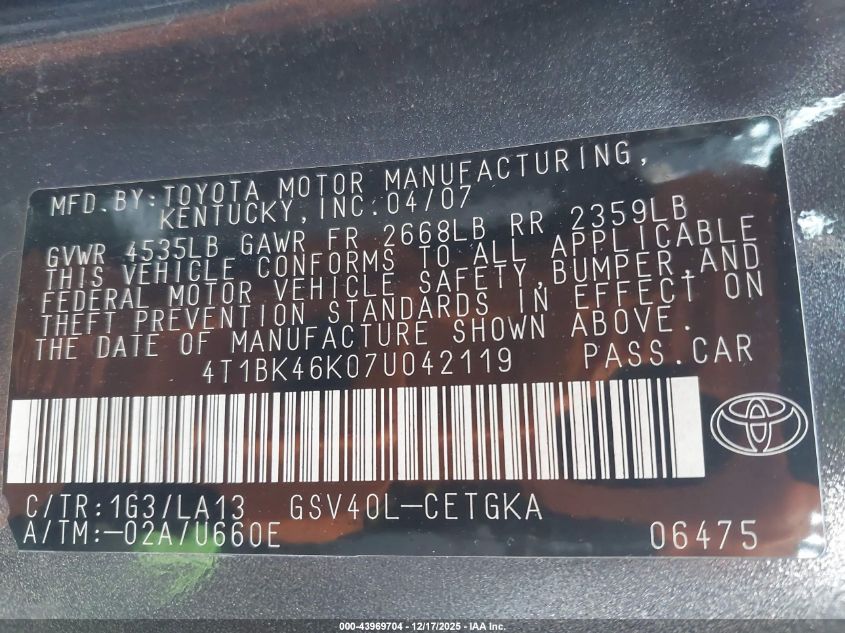 MFD. BY: TOYOTA MOTOR MANUFACTURING,
KENTUCKY, INC. 04/07
GVWR 4535LB GAWR FR 2668LB RR 2359LB
THIS VEHICLE CONFORMS TO ALL APPLICABLE
FEDERAL MOTOR VEHICLE SAFETY, BUMPER, AND
THEFT PREVENTION STANDARDS IN EFFECT ON
THE DATE OF MANUFACTURE SHOWN ABOVE.
4T1BK46K07U042119 PASS. CAR
C/TR:1G3/LA13 GSV40L-CETGKA
A/TM:-02A/U660E 06475
000-43969704 - 12/17/2025 - IAA Inc.